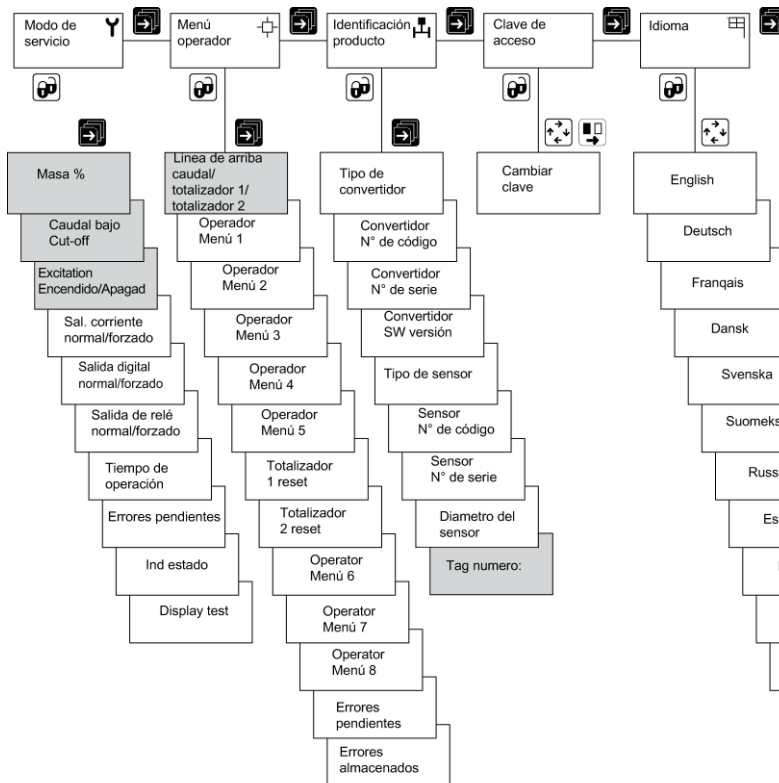 Modo de
servicio
Menú
operador
Identificación
producto
Clave de
acceso
Idioma
Masa %
Caudal bajo
Cut-off
Excitation
Encendido/Apagad
Sal. corriente
normal/forzado
Salida digital
normal/forzado
Salida de relé
normal/forzado
Tiempo de
operación
Errores pendientes
Ind estado
Display test
Linea de arriba
caudal/
totalizador 1/
totalizador 2
Operador
Menú 1
Operador
Menú 2
Operador
Menú 3
Operador
Menú 4
Operador
Menú 5
Totalizador
1 reset
Totalizador
2 reset
Operator
Menú 6
Operator
Menú 7
Operator
Menú 8
Errores
pendientes
Errores
almacenados
Tipo de
convertidor
Convertidor
N° de código
Convertidor
N° de serie
Convertidor
SW versión
Tipo de sensor
Sensor
N° de código
Sensor
N° de serie
Diametro del
sensor
Tag numero:
Cambiar
clave
English
Deutsch
Franqais
Dansk
Svenska
Suomeks
Russ
Es